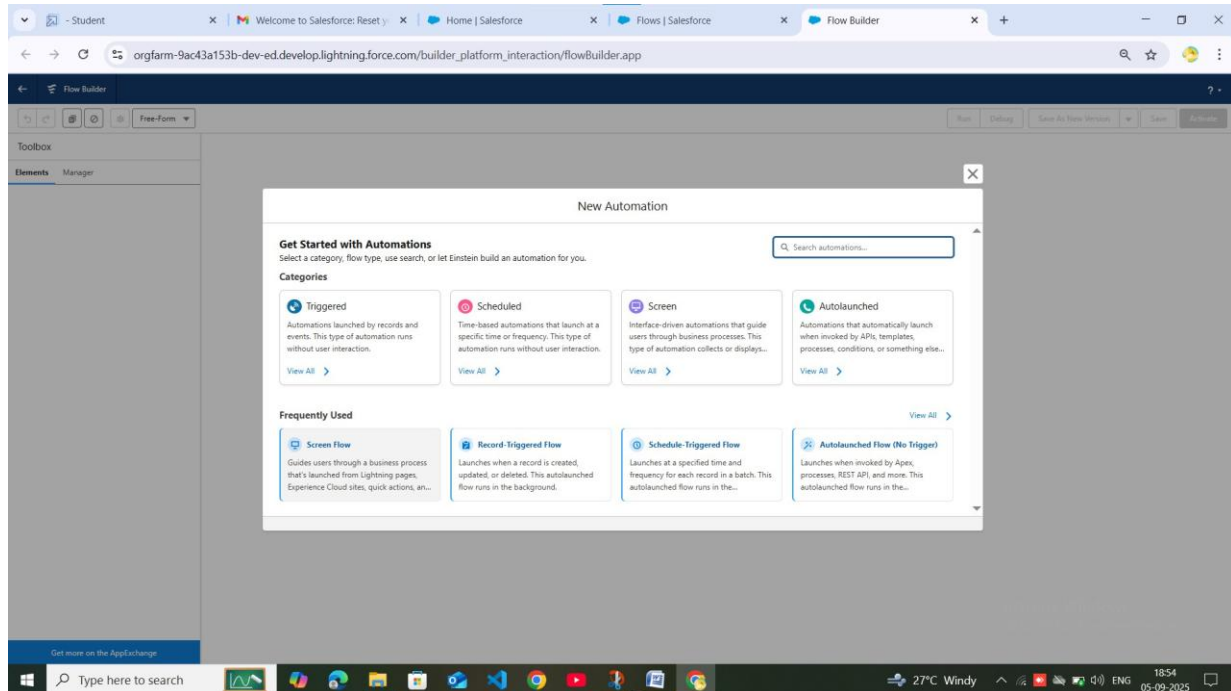 - Student
Welcome to Salesforce: Reset y
Home | Salesforce
Flows | Salesforce
Flow Builder
orgfarm-9ac43a153b-dev-ed.develop.lightning.force.com/builder_platform_interaction/flowBuilder.app
Flow Builder
?
Free-Form
Run
Debug
Save As New Version
Save
Activate
Toolbox
Elements
Manager
New Automation
Get Started with Automations
Select a category, flow type, use search, or let Einstein build an automation for you.
Search automations...
Categories
Triggered
Automations launched by records and
events. This type of automation runs
without user interaction.
View All
Scheduled
Time-based automations that launch at a
specific time or frequency. This type of
automation runs without user interaction.
View All
Screen
Interface-driven automations that guide
users through business processes. This
type of automation collects or displays...
View All
Autolaunched
Automations that automatically launch
when invoked by APIs, templates,
processes, conditions, or something else...
View All
Frequently Used
View All
Screen Flow
Guides users through a business process
that's launched from Lightning pages,
Experience Cloud sites, quick actions, an...
Record-Triggered Flow
Launches when a record is created,
updated, or deleted. This autolaunched
flow runs in the background.
Schedule-Triggered Flow
Launches at a specified time and
frequency for each record in a batch. This
autolaunched flow runs in the...
Autolaunched Flow (No Trigger)
Launches when invoked by Apex,
processes, REST API, and more. This
autolaunched flow runs in the...
Get more on the AppExchange
Type here to search
27°C Windy
ENG
18:54
05-09-2025